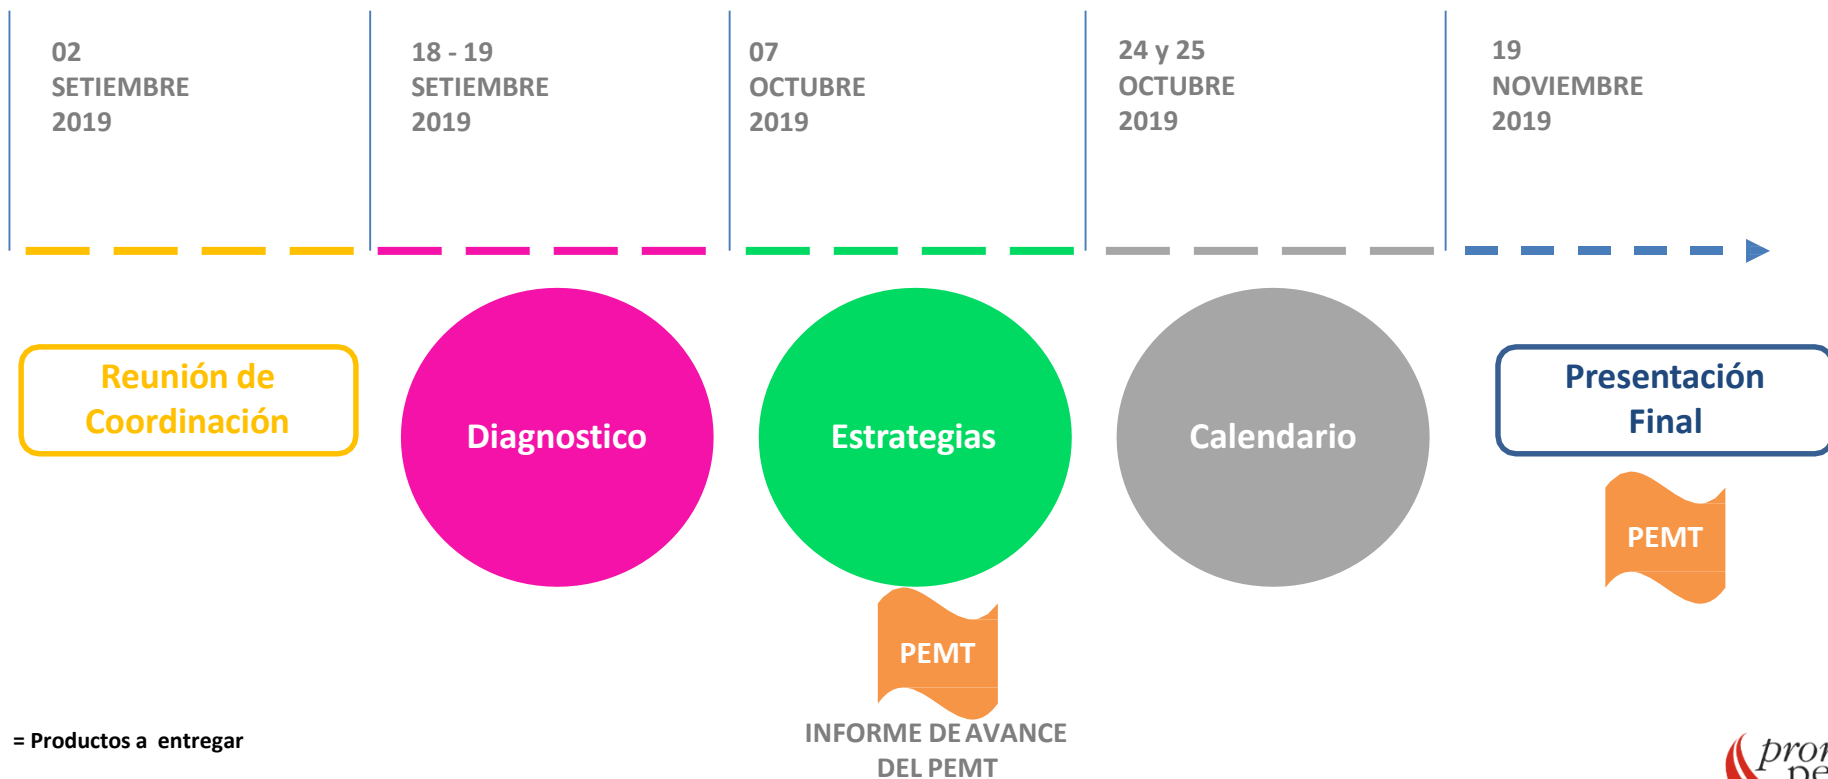 02
SETIEMBRE
2019
18 - 19
SETIEMBRE
2019
07
OCTUBRE
2019
24 y 25
OCTUBRE
2019
19
NOVIEMBRE
2019
Reunión de
Coordinación
Diagnostico
Estrategias
Calendario
Presentación
Final
PEMT
PEMT
INFORME DE AVANCE
DEL PEMT
= Productos a entregar